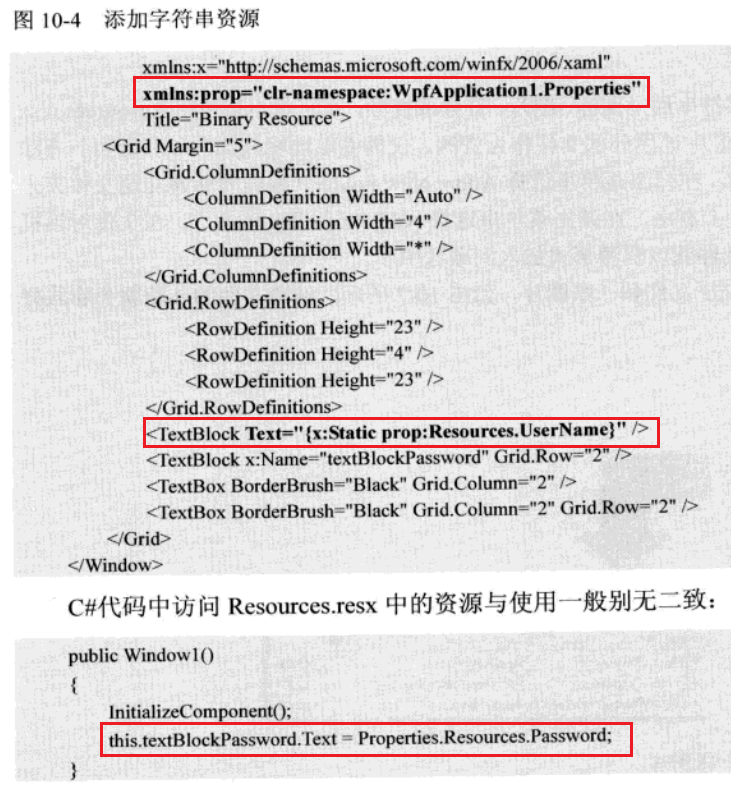 图 10-4 添加字符串资源
xmlns:x="http://schemas.microsoft.com/winfx/2006/xaml"
xmlns:prop="clr-namespace:WpfApplication1.Properties"
Title="Binary Resource">
<Grid Margin="5">
<Grid.ColumnDefinitions>
<ColumnDefinition Width="Auto" />
<ColumnDefinition Width="4" />
<ColumnDefinition Width="*" />
</Grid.ColumnDefinitions>
<Grid.RowDefinitions>
<RowDefinition Height="23" />
<RowDefinition Height="4" />
<RowDefinition Height="23" />
</Grid.RowDefinitions>
<TextBlock Text="{x:Static prop:Resources.UserName}" />
<TextBlock x:Name="textBlockPassword" Grid.Row="2" />
<TextBox BorderBrush="Black" Grid.Column="2" />
<TextBox BorderBrush="Black" Grid.Column="2" Grid.Row="2" />
</Grid>
</Window>
C#代码中访问 Resources.resx 中的资源与使用一般别无二致：
public Window1()
{
InitializeComponent();
this.textBlockPassword.Text = Properties.Resources.Password;
}